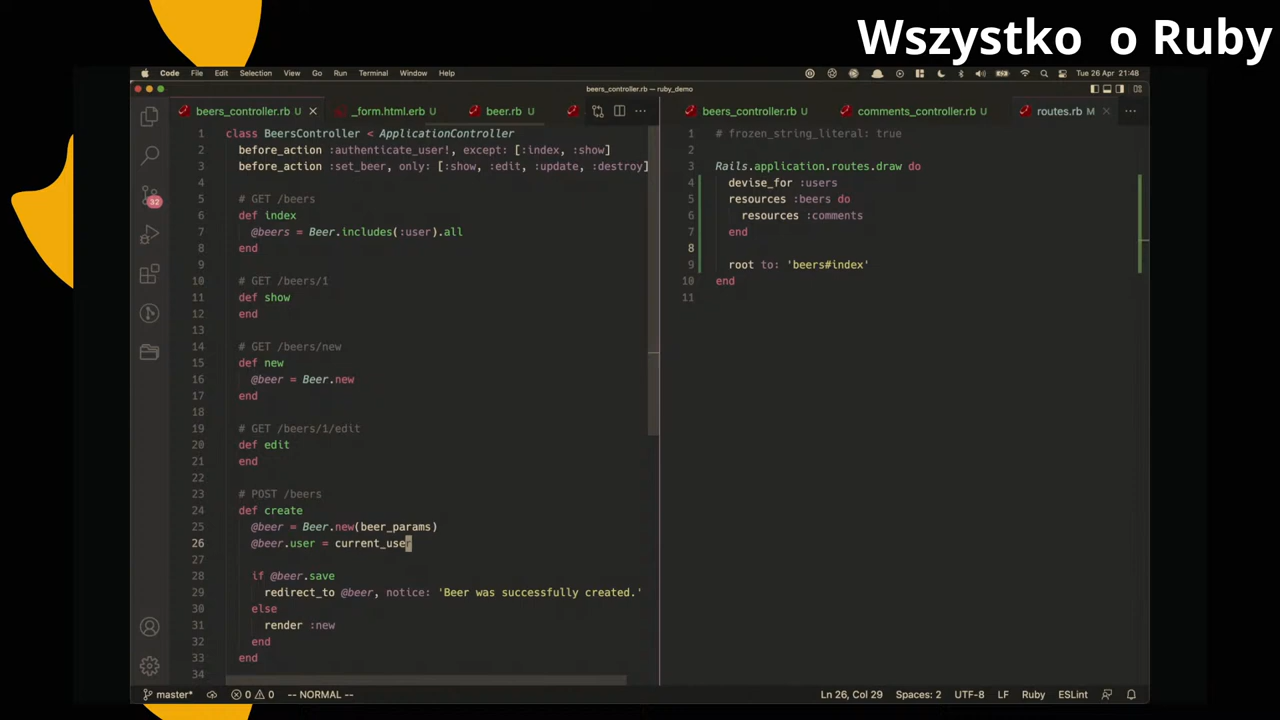 Wszystko o Ruby
Code File Edit Selection View Go Run Terminal Window Help
Tue 26 Apr 21:48
beers_controller.rb — ruby_demo
beers_controller.rb U
_form.html.erb U
beer.rb U
1 class BeersController < ApplicationController
2 before_action :authenticate_user!, except: [:index, :show]
3 before_action :set_beer, only: [:show, :edit, :update, :destroy]
4
5 # GET /beers
6 def index
7 @beers = Beer.includes(:user).all
8 end
9
10 # GET /beers/1
11 def show
12 end
13
14 # GET /beers/new
15 def new
16 @beer = Beer.new
17 end
18
19 # GET /beers/1/edit
20 def edit
21 end
22
23 # POST /beers
24 def create
25 @beer = Beer.new(beer_params)
26 @beer.user = current_user
27
28 if @beer.save
29 redirect_to @beer, notice: 'Beer was successfully created.'
30 else
31 render :new
32 end
33 end
34
beers_controller.rb U
comments_controller.rb U
routes.rb M
1 # frozen_string_literal: true
2
3 Rails.application.routes.draw do
4 devise_for :users
5 resources :beers do
6 resources :comments
7 end
8
9 root to: 'beers#index'
10 end
11
32
master* 0 0 -- NORMAL --
Ln 26, Col 29 Spaces: 2 UTF-8 LF Ruby ESLint